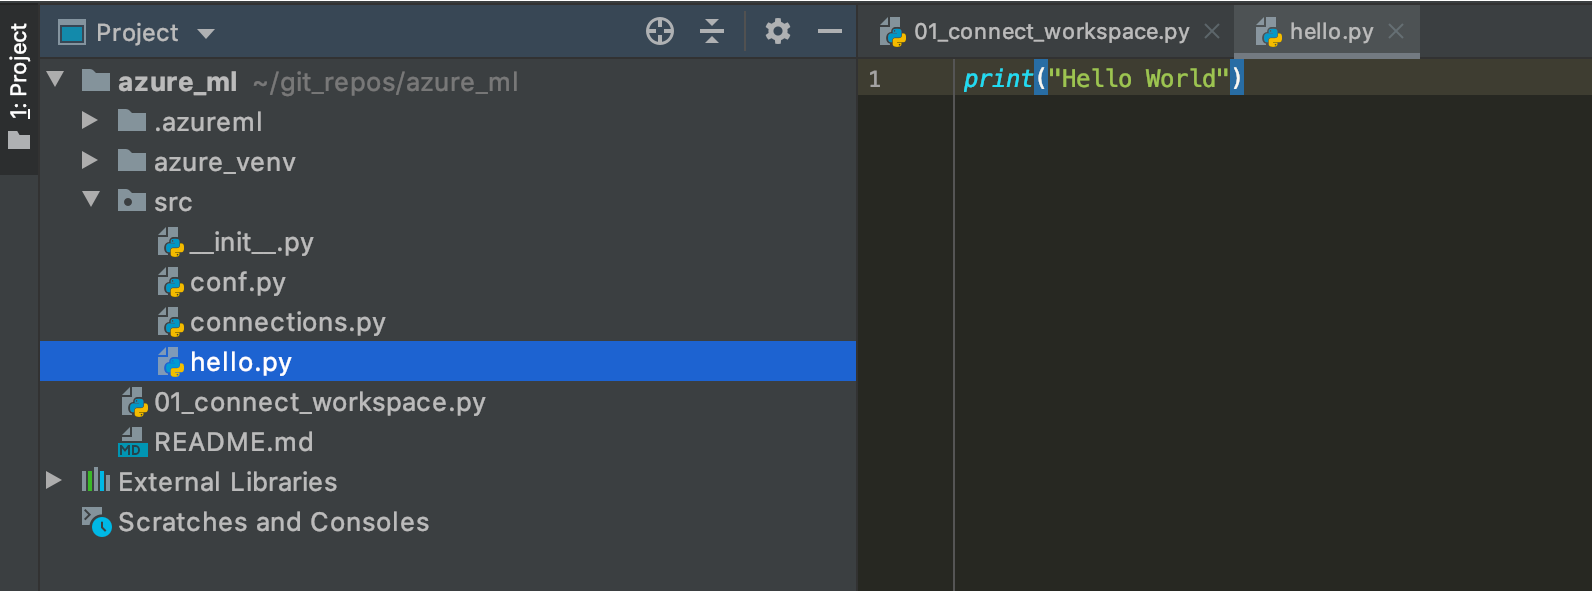 1: Project
Project
azure_ml ~/git_repos/azure_ml
.azureml
azure_venv
src
__init__.py
conf.py
connections.py
hello.py
01_connect_workspace.py
MD README.md
External Libraries
Scratches and Consoles
01_connect_workspace.py hello.py
1 print("Hello World")